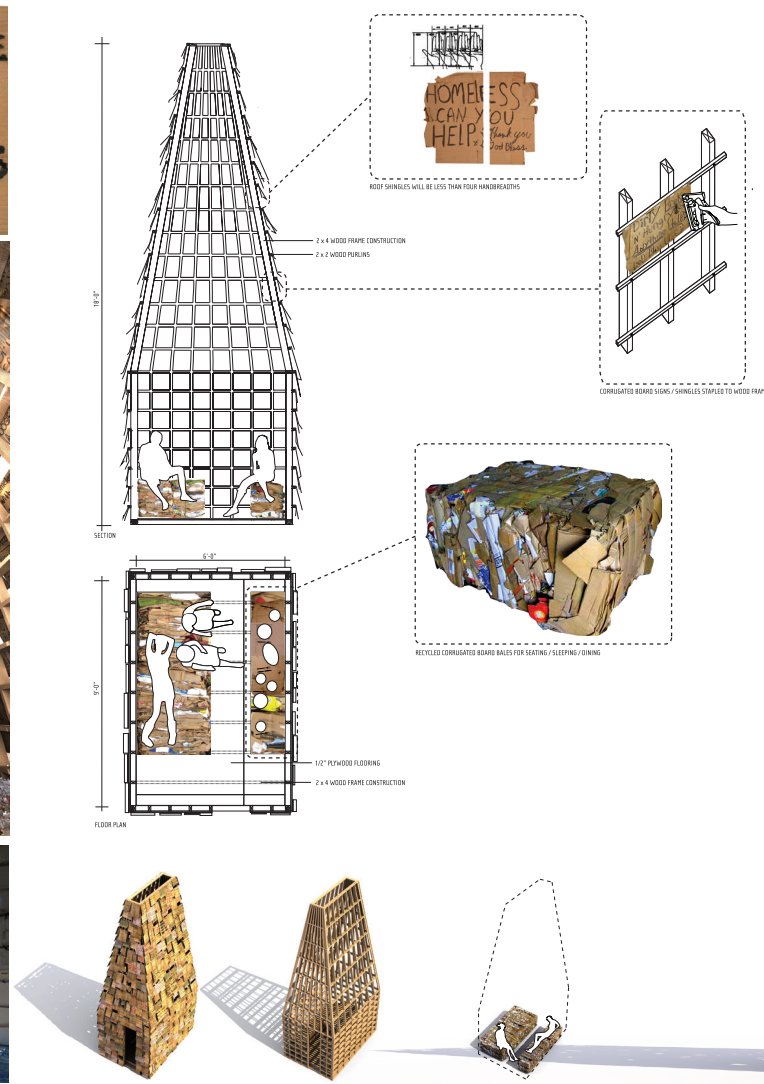 HOMELESS
CAN YOU
HELP
Thank you
God Bless
ROOF SHINGLES WILL BE LESS THAN FOUR HANDBREADTHS
2 x 4 WOOD FRAME CONSTRUCTION
2 x 2 WOOD PURLINS
18'-0"
CORRUGATED BOARD SIGNS / SHINGLES STAPLED TO WOOD FRAM
SECTION
6'-0"
9'-0"
RECYCLED CORRUGATED BOARD BALES FOR SEATING / SLEEPING / DINING
1/2" PLYWOOD FLOORING
2 x 4 WOOD FRAME CONSTRUCTION
FLOOR PLAN